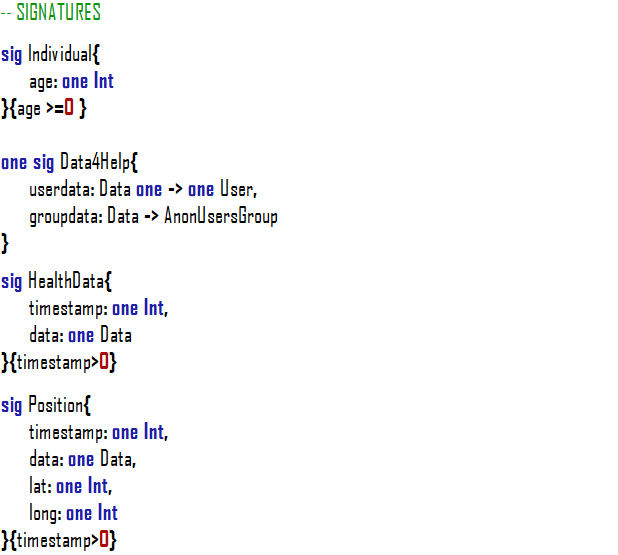 -- SIGNATURES
sig Individual{
age: one Int
}{age >=0 }
one sig Data4Help{
userdata: Data one -> one User,
groupdata: Data -> AnonUsersGroup
}
sig HealthData{
timestamp: one Int,
data: one Data
}{timestamp>0}
sig Position{
timestamp: one Int,
data: one Data,
lat: one Int,
long: one Int
}{timestamp>0}